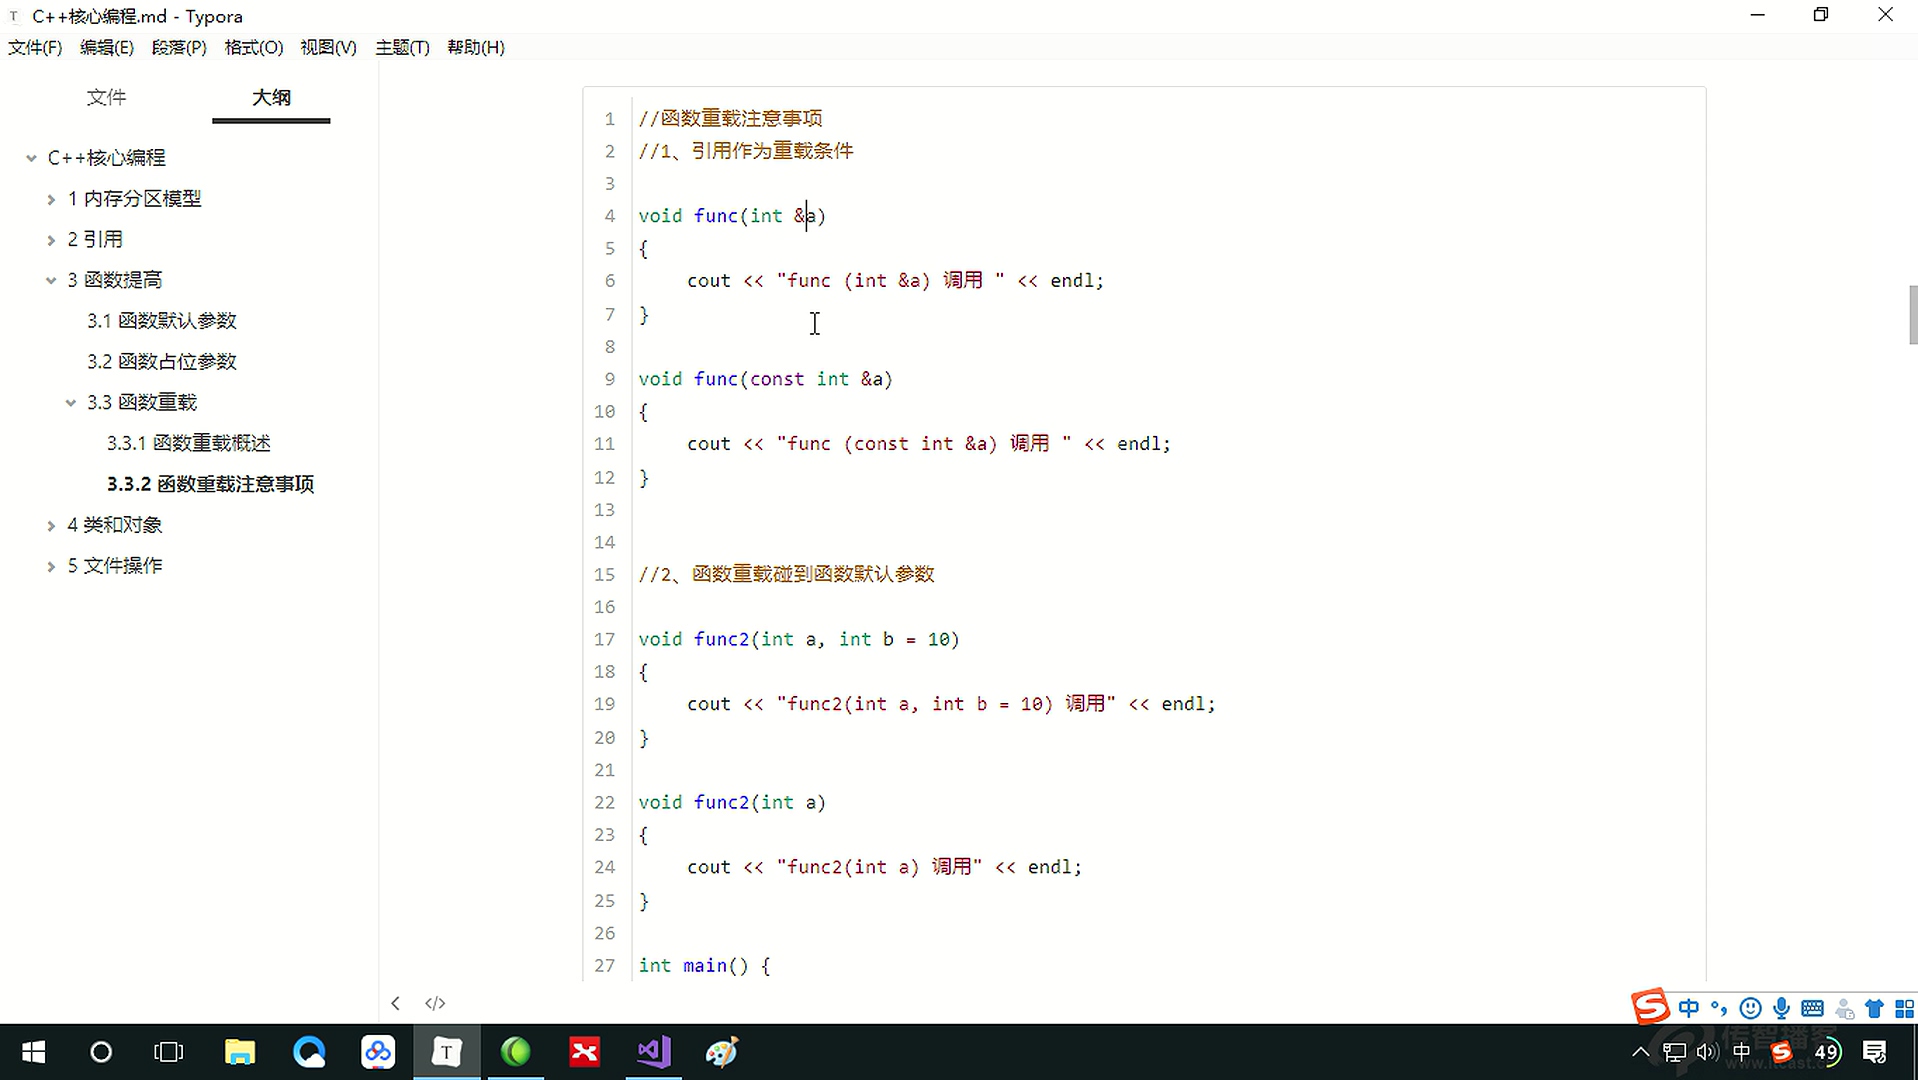 C++核心编程.md - Typora
文件(F) 编辑(E) 段落(P) 格式(O) 视图(V) 主题(T) 帮助(H)
文件 大纲
C++核心编程
1 内存分区模型
2 引用
3 函数提高
3.1 函数默认参数
3.2 函数占位参数
3.3 函数重载
3.3.1 函数重载概述
3.3.2 函数重载注意事项
4 类和对象
5 文件操作
1 //函数重载注意事项
2 //1、引用作为重载条件
3
4 void func(int &a)
5 {
6 cout << "func (int &a) 调用 " << endl;
7 }
8
9 void func(const int &a)
10 {
11 cout << "func (const int &a) 调用 " << endl;
12 }
13
14
15 //2、函数重载碰到函数默认参数
16
17 void func2(int a, int b = 10)
18 {
19 cout << "func2(int a, int b = 10) 调用" << endl;
20 }
21
22 void func2(int a)
23 {
24 cout << "func2(int a) 调用" << endl;
25 }
26
27 int main() {
中
传智播客
中 49